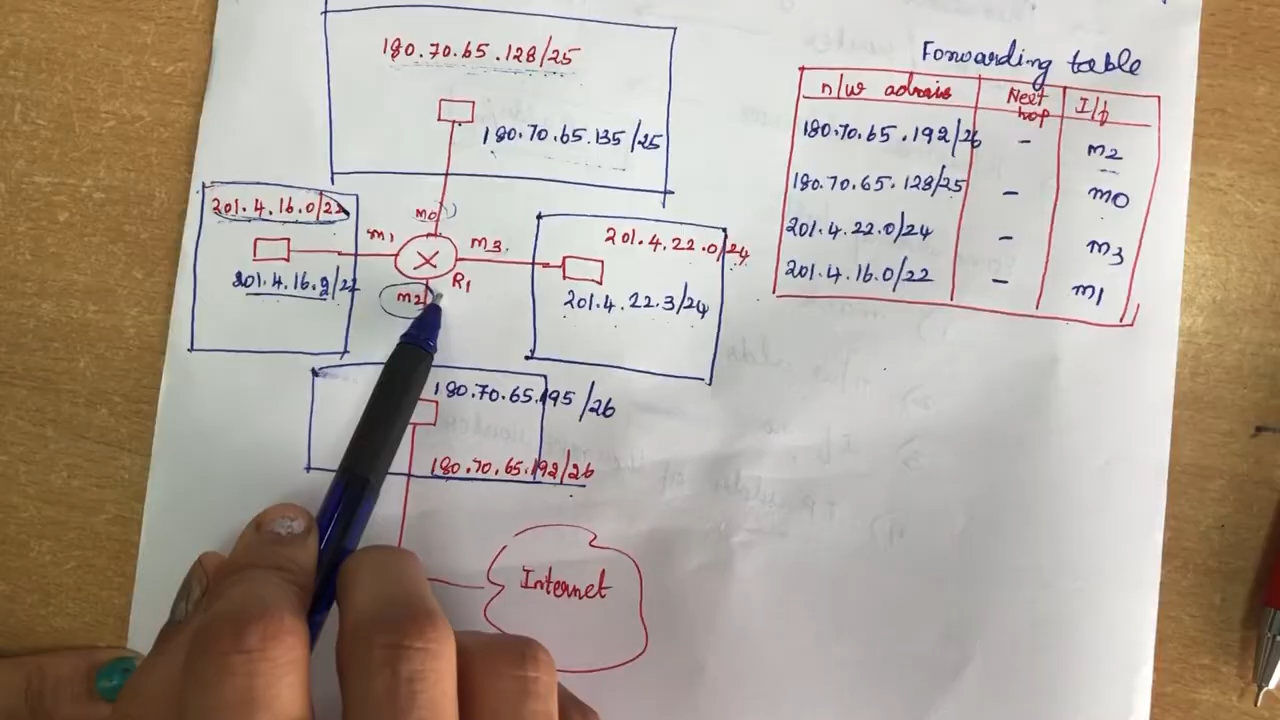 180.70.65.128/25
180.70.65.135/25
201.4.16.0/22
201.4.16.2/22
m0
m1
m3
R1
m2
201.4.22.0/24
201.4.22.3/24
180.70.65.195/26
180.70.65.192/26
Internet
Forwarding table
n/w address Next hop I/f
180.70.65.192/26 - m2
180.70.65.128/25 - m0
201.4.22.0/24 - m3
201.4.16.0/22 - m1